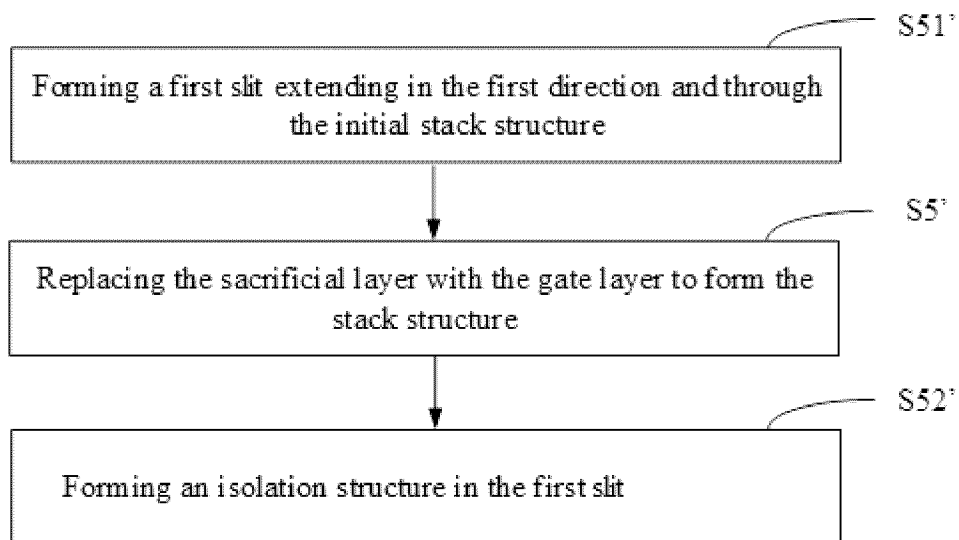 S51’
Forming a first slit extending in the first direction and through
the initial stack structure
S5’
Replacing the sacrificial layer with the gate layer to form the
stack structure
S52’
Forming an isolation structure in the first slit